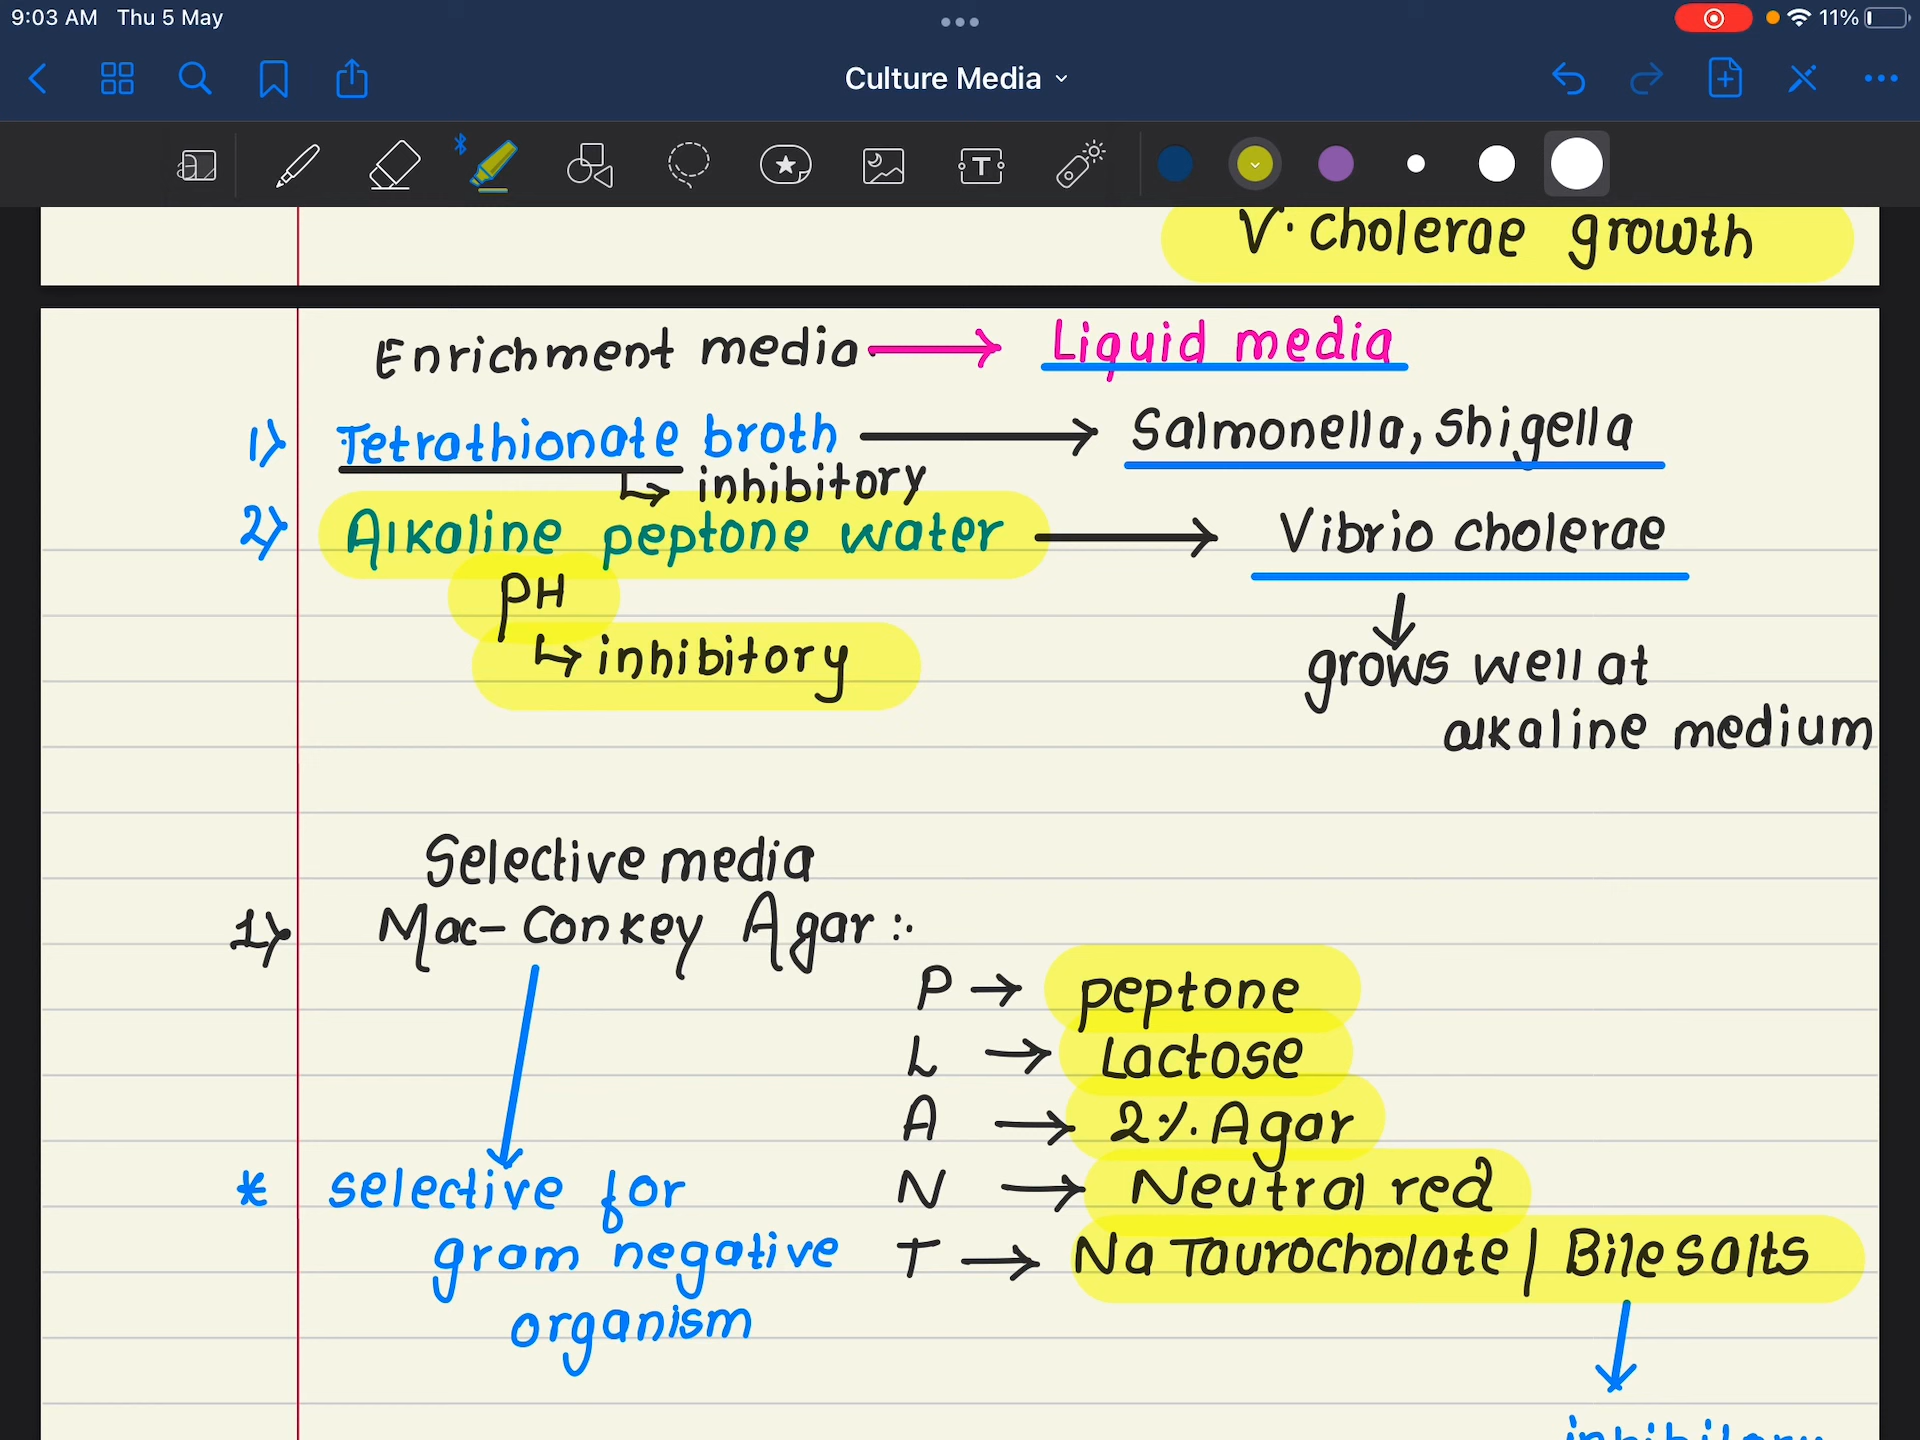 9:03 AM Thu 5 May
11%
Culture Media
T
V. Cholerae growth
Enrichment media → Liquid media
1) Tetrathionate broth → Salmonella, Shigella
↳ inhibitory
2) Alkaline peptone water → Vibrio cholerae
PH
↳ inhibitory
grows well at
alkaline medium
Selective media
1) Mac-Conkey Agar :-
P → peptone
L → Lactose
A → 2% Agar
N → Neutral red
T → Na Taurocholate | Bile salts
* selective for
gram negative
organism
inhibitory